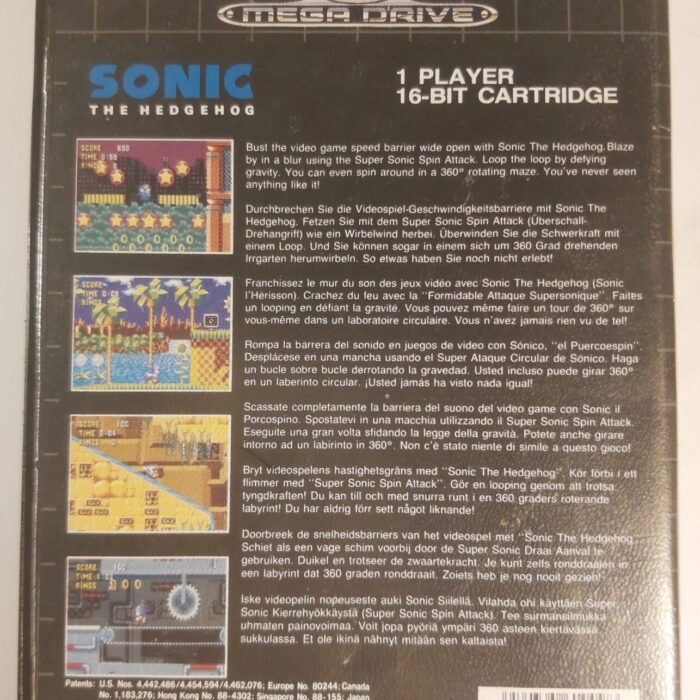 MEGA DRIVE
SONIC
THE HEDGEHOG
1 PLAYER
16-BIT CARTRIDGE
SCORE 600
TIME 0:58
RINGS
Bust the video game speed barrier wide open with Sonic The Hedgehog. Blaze
by in a blur using the Super Sonic Spin Attack. Loop the loop by defying
gravity. You can even spin around in a 360° rotating maze. You've never seen
anything like it!
Durchbrechen Sie die Videospiel-Geschwindigkeitsbarriere mit Sonic The
Hedgehog. Fetzen Sie mit dem Super Sonic Spin Attack (Überschall-
Drehangriff) wie ein Wirbelwind herbei. Überwinden Sie die Schwerkraft mit
einem Loop. Und Sie können sogar in einem sich um 360 Grad drehenden
Irrgarten herumwirbeln. So etwas haben Sie noch nicht erlebt!
SCORE 0
TIME 0:09
RINGS
Franchissez le mur du son des jeux vidéo avec Sonic The Hedgehog (Sonic
l'Hérisson). Crachez du feu avec la "Formidable Attaque Supersonique". Faites
un looping en défiant la gravité. Vous pouvez même faire un tour de 360° sur
vous-même dans un laboratoire circulaire. Vous n'avez jamais rien vu de tel!
Rompa la barrera del sonido en juegos de video con Sónico, "el Puercoespin".
Desplácese en una mancha usando el Super Ataque Circular de Sónico. Haga
un bucle sobre bucle derrotando la gravedad. Usted incluso puede girar 360°
en un laberinto circular. ¡Usted jamás ha visto nada igual!
SCORE 100
TIME 0:04
RINGS 0
Scassate completamente la barriera del suono del video game con Sonic il
Porcospino. Spostatevi in una macchia utilizzando il Super Sonic Spin Attack.
Eseguite una gran volta sfidando la legge della gravità. Potete anche girare
intorno ad un labirinto in 360°. Non c'é stato niente di simile a questo gioco!
Bryt videospelens hastighetsgräns med "Sonic The Hedgehog". Kör förbi i ett
flimmer med "Super Sonic Spin Attack". Gör en looping genom att trotsa
tyngdkraften! Du kan till och med snurra runt i en 360 graders roterande
labyrint! Du har aldrig förr sett något liknande!
SCORE 100
TIME
RINGS
Doorbreek de snelheidsbarriers van het videospel met "Sonic The Hedgehog
Schiet als een vage schim voorbij door de Super Sonic Draai Aanval te
gebruiken. Duikel en trotseer de zwaartekracht. Je kunt zelfs ronddraaien in
een labyrint dat 360 graden ronddraait. Zoiets heb je nog nooit gezien!
Iske videopelin nopeuseste auki Sonic Siilellä. Vilahda ohi käyttäen Super
Sonic Kierrehyökkäystä (Super Sonic Spin Attack). Tee surmansilmukka
uhmaten painovoimaa. Voit jopa pyöriä ympäri 360 asteen kiertävässä
sukkulassa. Et ole ikinä nähnyt mitään sen kaltaista!
Patents: U.S. Nos. 4,442,486/4,454,594/4,462,076; Europe No. 80244; Canada
No. 1,183,276; Hong Kong No. 88-4302; Singapore No. 88-155; Japan